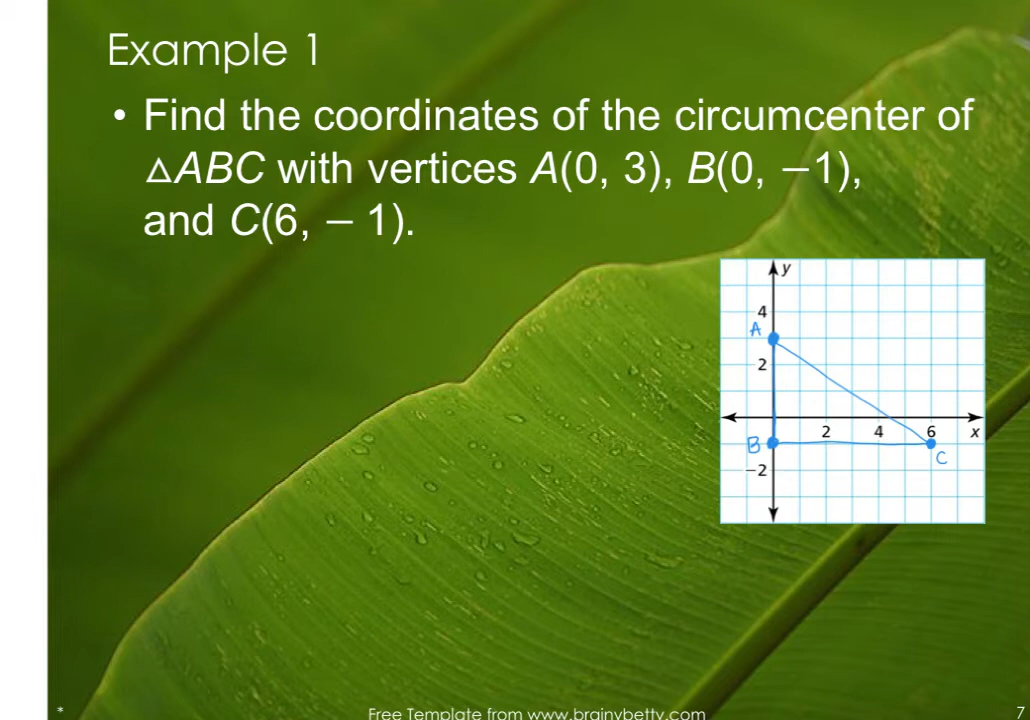 Example 1
• Find the coordinates of the circumcenter of
△ABC with vertices A(0, 3), B(0, −1),
and C(6, − 1).
y
4
A
2
2 4 6 x
B
C
−2
* Free Template from www.brainybetty.com 7